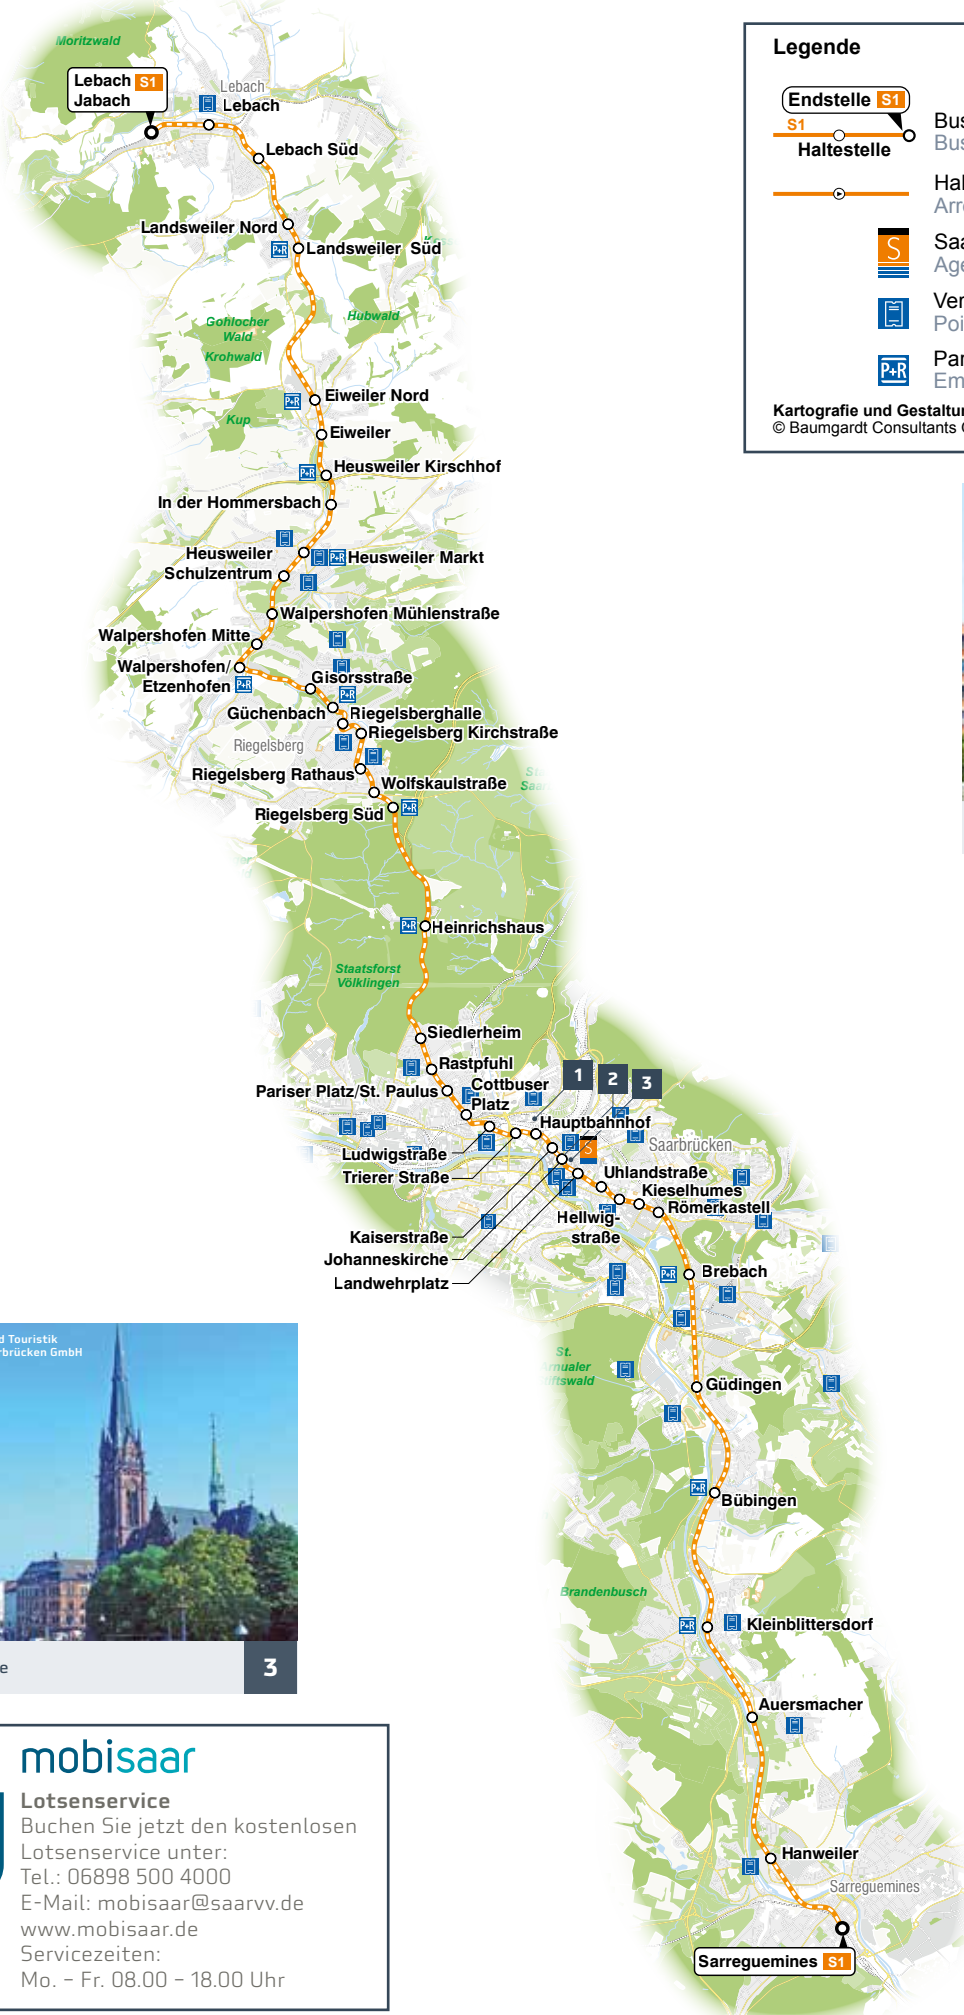 Moritzwald
Lebach S1
Jabach
Lebach
Lebach
Lebach Süd
Landsweiler Nord
P+R
Landsweiler Süd
Gohlocher
Wald
Hubwald
Krohwald
P+R
Eiweiler Nord
Kup
Eiweiler
P+R
Heusweiler Kirschhof
In der Hommersbach
Heusweiler
Schulzentrum
P+R
Heusweiler Markt
Walpershofen Mühlenstraße
Walpershofen Mitte
Walpershofen/
Etzenhofen
P+R
Gisorsstraße
P+R
Güchenbach
Riegelsberghalle
Riegelsberg Kirchstraße
Riegelsberg
Riegelsberg Rathaus
Wolfskaulstraße
Riegelsberg Süd
P+R
P+R
Heinrichshaus
Staatsforst
Völklingen
Siedlerheim
Rastpfuhl
Pariser Platz/St. Paulus
Cottbuser
Platz
1
2
3
Hauptbahnhof
S
Saarbrücken
Ludwigstraße
Trierer Straße
Uhlandstraße
Kieselhumes
Römerkastell
Hellwig-
straße
Kaiserstraße
Johanneskirche
Landwehrplatz
P+R
Brebach
St.
Güdingen
P+R
Bübingen
Brandenbusch
P+R
Kleinblittersdorf
Auersmacher
Hanweiler
Sarreguemines
Sarreguemines S1
Legende
Endstelle S1
S1
Haltestelle
S
P+R
Kartografie und Gestaltun
© Baumgardt Consultants
d Touristik
rbrücken GmbH
e
3
mobisaar
Lotsenservice
Buchen Sie jetzt den kostenlosen
Lotsenservice unter:
Tel.: 06898 500 4000
E-Mail: mobisaar@saarvv.de
www.mobisaar.de
Servicezeiten:
Mo. – Fr. 08.00 – 18.00 Uhr